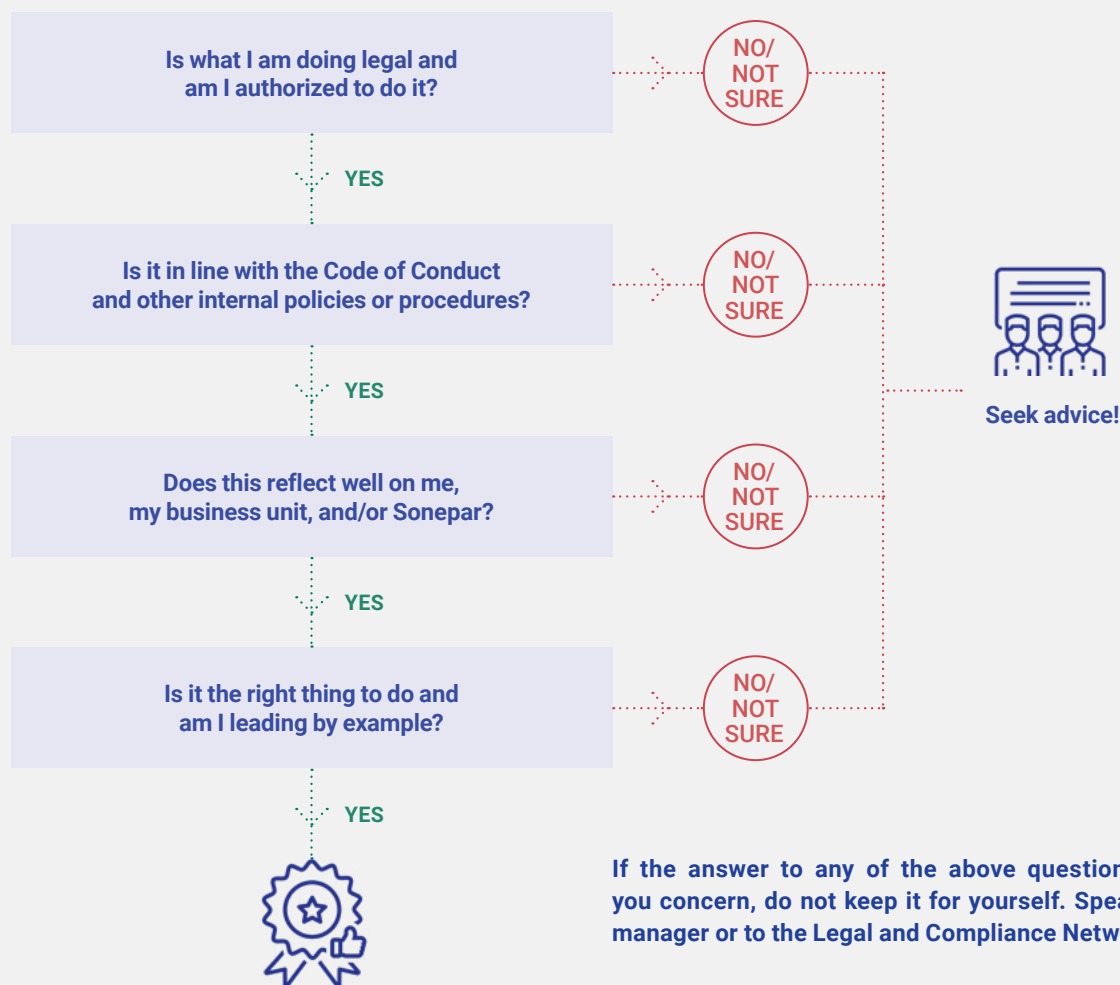 Is what I am doing legal and
am I authorized to do it?
NO/
NOT
SURE
YES
Is it in line with the Code of Conduct
and other internal policies or procedures?
NO/
NOT
SURE
Seek advice!
YES
Does this reflect well on me,
my business unit, and/or Sonepar?
NO/
NOT
SURE
YES
Is it the right thing to do and
am I leading by example?
NO/
NOT
SURE
YES
If the answer to any of the above question
you concern, do not keep it for yourself. Spea
manager or to the Legal and Compliance Netw